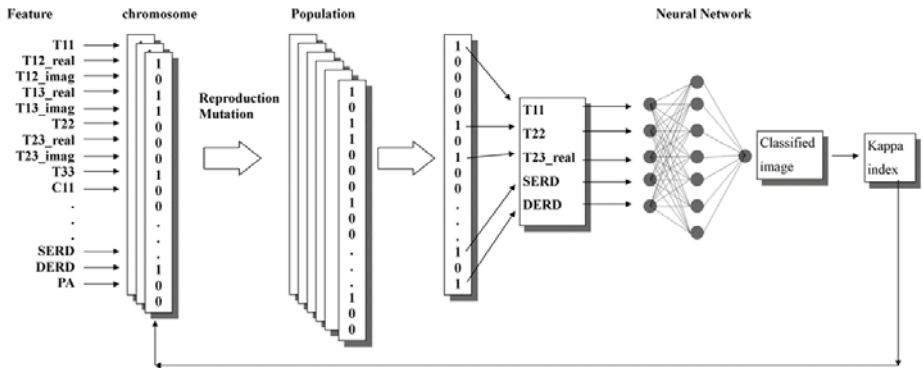 Feature
T11
T12_real
T12_imag
T13_real
T13_imag
T22
T23_real
T23_imag
T33
C11
.
.
.
SERD
DERD
PA
chromosome
1
0
1
1
0
0
0
1
0
0
.
.
.
1
0
0
Reproduction
Mutation
Population
1
0
1
1
0
0
0
1
0
0
.
.
.
1
0
0
1
0
0
0
0
1
0
1
0
0
.
.
.
1
0
1
T11
T22
T23_real
SERD
DERD
Neural Network
Classified
image
Kappa
index